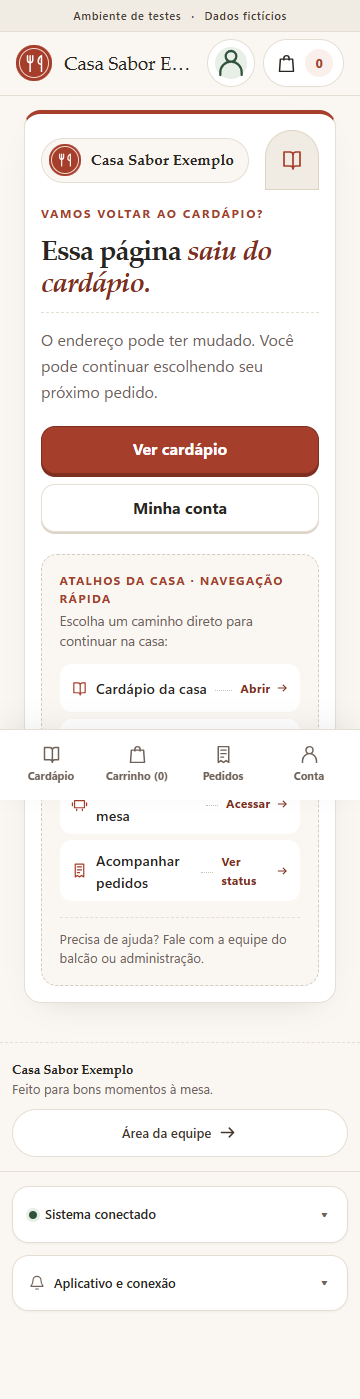 Ambiente de testes · Dados fictícios
Casa Sabor E…
0
Casa Sabor Exemplo
VAMOS VOLTAR AO CARDÁPIO?
Essa página saiu do
cardápio.
O endereço pode ter mudado. Você
pode continuar escolhendo seu
próximo pedido.
Ver cardápio
Minha conta
ATALHOS DA CASA · NAVEGAÇÃO
RÁPIDA
Escolha um caminho direto para
continuar na casa:
Cardápio da casa Abrir →
Cardápio
Carrinho (0)
Pedidos
Conta
mesa Acessar →
Acompanhar
pedidos
Ver
status →
Precisa de ajuda? Fale com a equipe do
balcão ou administração.
Casa Sabor Exemplo
Feito para bons momentos à mesa.
Área da equipe →
Sistema conectado
Aplicativo e conexão